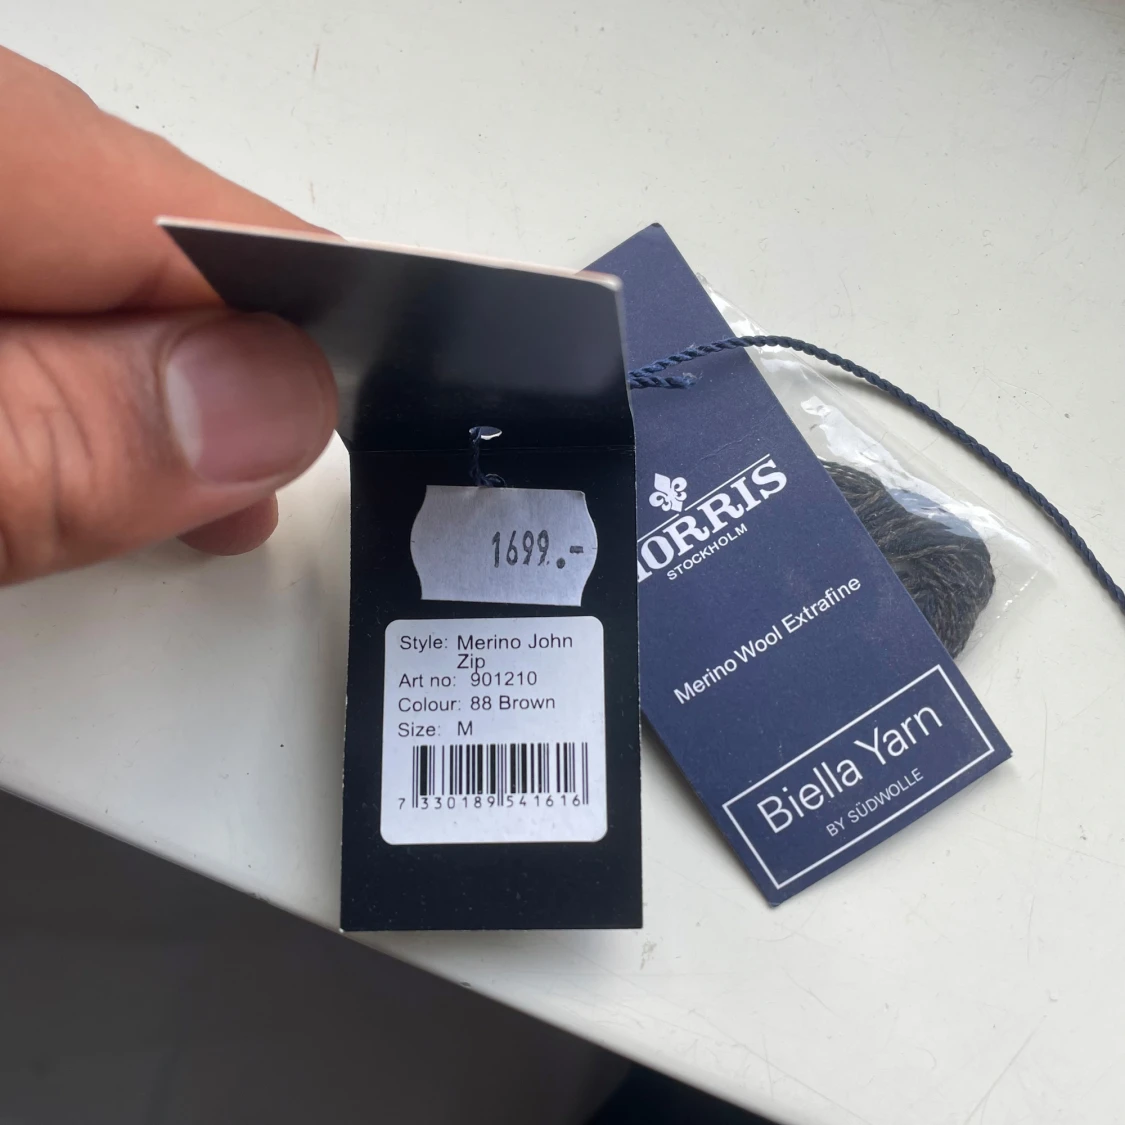 1699.-
Style: Merino John
Zip
Art no: 901210
Colour: 88 Brown
Size: M
7 330189 541616
STOCKHOLM
Merino Wool Extrafine
Biella Yarn
BY SÜDWOLLE